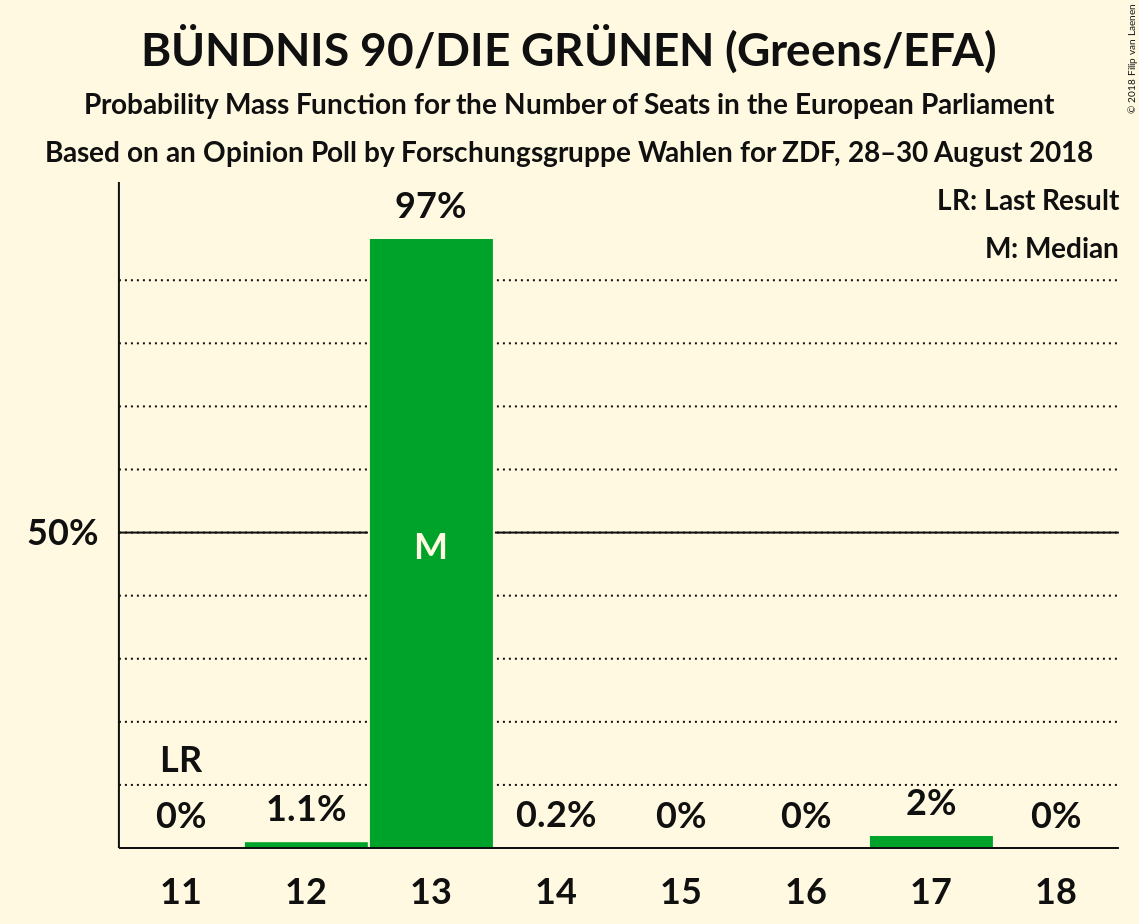 BÜNDNIS 90/DIE GRÜNEN (Greens/EFA)
Probability Mass Function for the Number of Seats in the European Parliament
Based on an Opinion Poll by Forschungsgruppe Wahlen for ZDF, 28–30 August 2018
© 2018 Filip van Laenen
LR: Last Result
M: Median
97%
50%
M
LR
0%
1.1%
0.2%
0%
0%
2%
0%
11 12 13 14 15 16 17 18